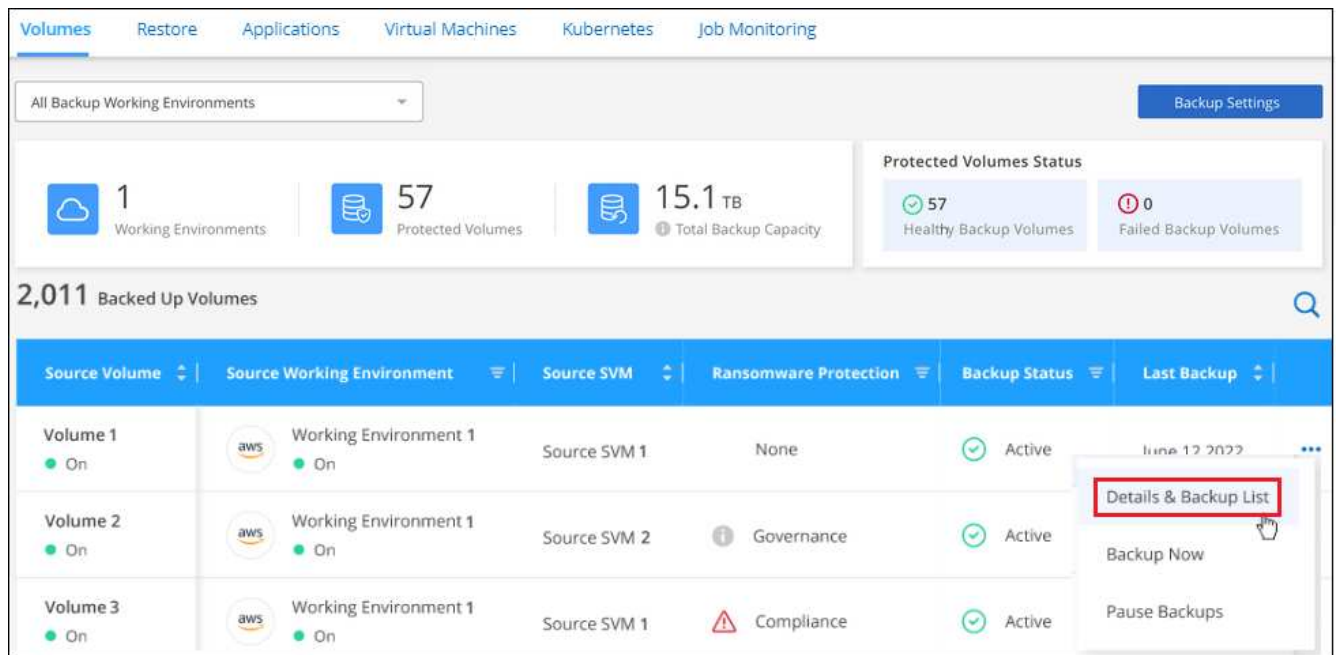 Volumes Restore Applications Virtual Machines Kubernetes Job Monitoring
All Backup Working Environments Backup Settings
Protected Volumes Status
1 57 15.1 TB 57 0
Working Environments Protected Volumes Total Backup Capacity Healthy Backup Volumes Failed Backup Volumes
2,011 Backed Up Volumes
Source Volume Source Working Environment Source SVM Ransomware Protection Backup Status Last Backup
Volume 1 aws Working Environment 1 Source SVM 1 None Active June 12 2022
On On
Details & Backup List
Volume 2 aws Working Environment 1 Source SVM 2 Governance Active
On On
Backup Now
Volume 3 aws Working Environment 1 Source SVM 1 Compliance Active
On On
Pause Backups